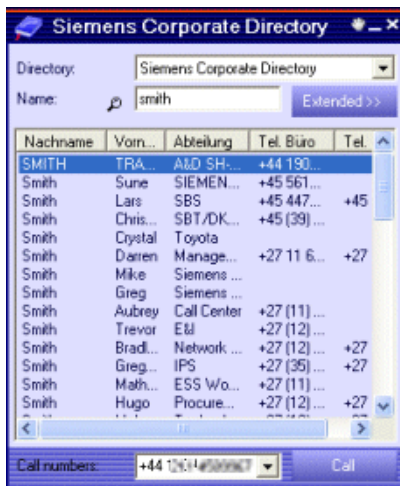 Siemens Corporate Directory
Directory: Siemens Corporate Directory
Name: smith Extended >>
Nachname Vorn... Abteilung Tel. Büro Tel.
SMITH TRA... A&D SH-... +44 190...
Smith Sune SIEMEN... +45 561...
Smith Lars SBS +45 447... +45
Smith Chris... SBT/DK... +45 (39) ...
Smith Crystal Toyota
Smith Darren Manage... +27 11 6... +27
Smith Mike Siemens ...
Smith Greg Siemens ...
Smith Aubrey Call Center +27 (11) ...
Smith Trevor E&I +27 (12) ...
Smith Bradl... Network ... +27 (12) ... +27
Smith Greg... IPS +27 (35) ... +27
Smith Math... ESS Wo... +27 (11) ...
Smith Hugo Procure... +27 (12) ... +27
Call numbers: +44 Call